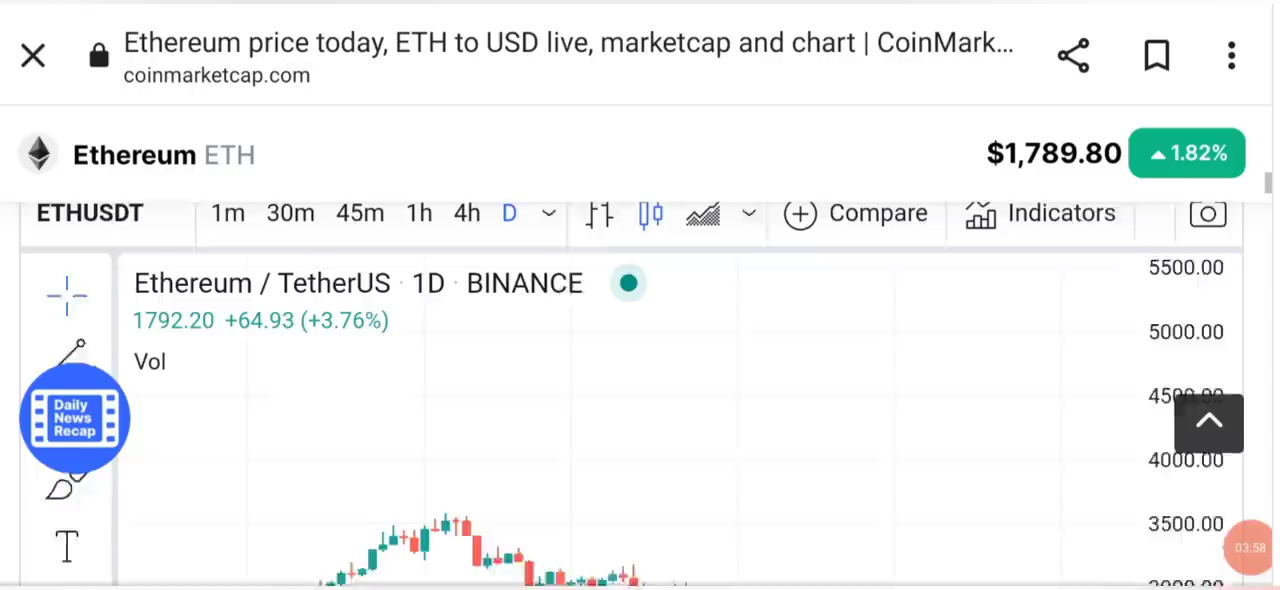 Ethereum price today, ETH to USD live, marketcap and chart | CoinMark...
coinmarketcap.com
Ethereum ETH
$1,789.80
1.82%
ETHUSDT
1m 30m 45m 1h 4h D
Compare
Indicators
Ethereum / TetherUS · 1D · BINANCE
1792.20 +64.93 (+3.76%)
Vol
Daily
News
Recap
T
5500.00
5000.00
4500.00
4000.00
3500.00
03:58